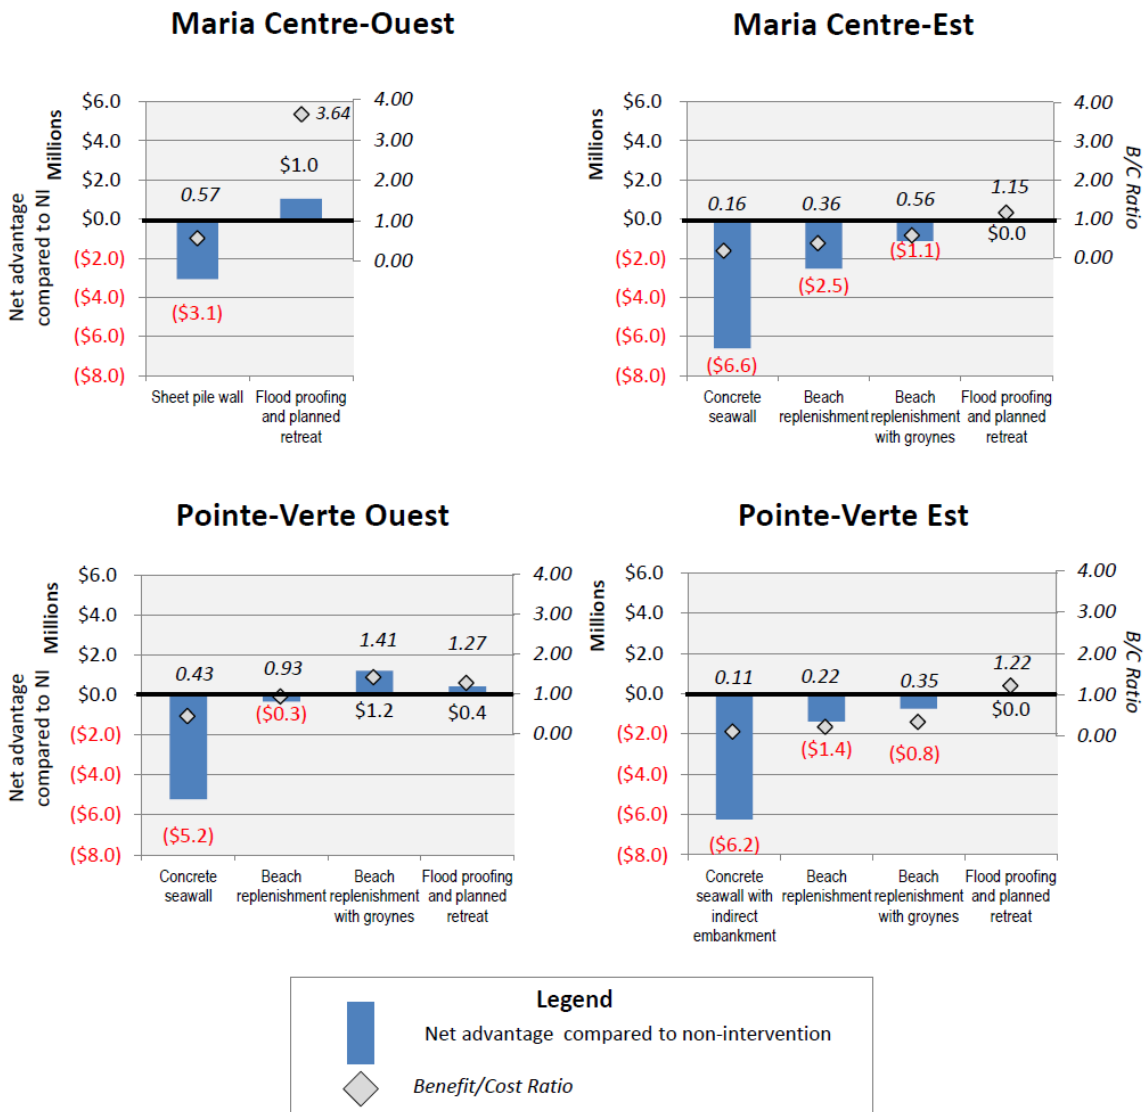 Maria Centre-Ouest
Millions
Net advantage
compared to NI
$6.0
$4.0
$2.0
$0.0
($2.0)
($4.0)
($6.0)
($8.0)
4.00
3.00
2.00
1.00
0.00
3.64
$1.0
0.57
($3.1)
Sheet pile wall
Flood proofing
and planned
retreat
Maria Centre-Est
Millions
$6.0
$4.0
$2.0
$0.0
($2.0)
($4.0)
($6.0)
($8.0)
4.00
3.00
2.00
1.00
0.00
B/C Ratio
0.16
0.36
0.56
1.15
$0.0
($1.1)
($2.5)
($6.6)
Concrete
seawall
Beach
replenishment
Beach
replenishment
with groynes
Flood proofing
and planned
retreat
Pointe-Verte Ouest
Millions
Net advantage
compared to NI
$6.0
$4.0
$2.0
$0.0
($2.0)
($4.0)
($6.0)
($8.0)
4.00
3.00
2.00
1.00
0.00
0.43
0.93
1.41
1.27
($0.3)
$1.2
$0.4
($5.2)
Concrete
seawall
Beach
replenishment
Beach
replenishment
with groynes
Flood proofing
and planned
retreat
Pointe-Verte Est
Millions
$6.0
$4.0
$2.0
$0.0
($2.0)
($4.0)
($6.0)
($8.0)
4.00
3.00
2.00
1.00
0.00
B/C Ratio
0.11
0.22
0.35
1.22
$0.0
($1.4)
($0.8)
($6.2)
Concrete
seawall with
indirect
embankment
Beach
replenishment
Beach
replenishment
with groynes
Flood proofing
and planned
retreat
Legend
Net advantage compared to non-intervention
Benefit/Cost Ratio